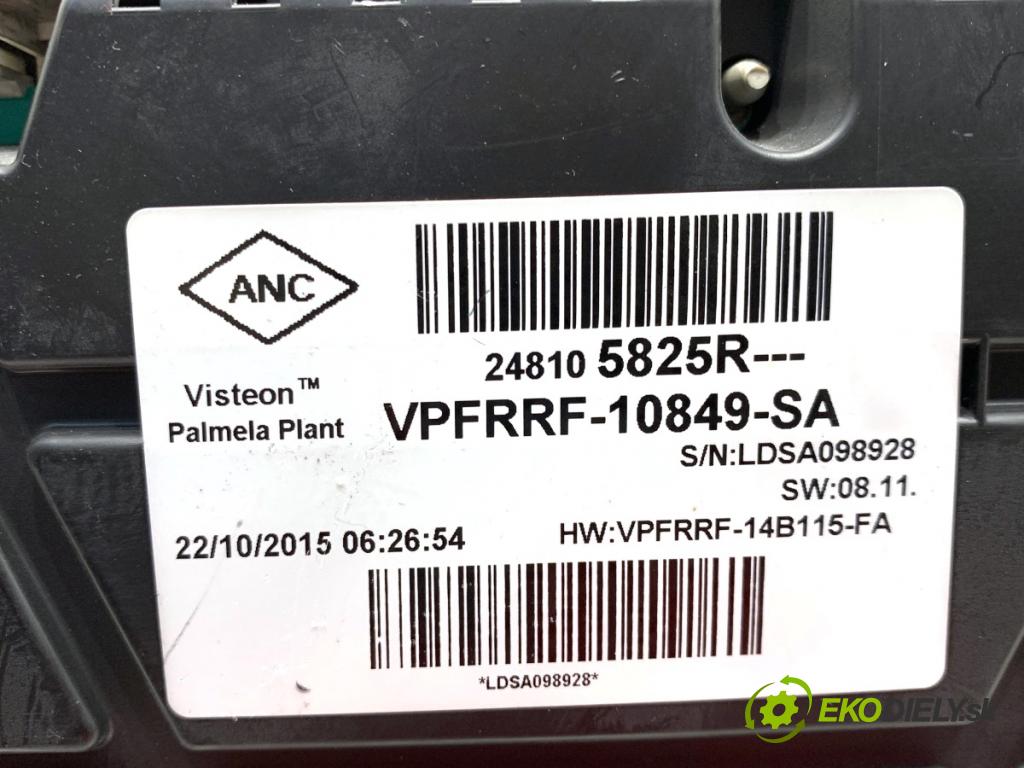 ANC
24810 5825R---
Visteon™
Palmela Plant
VPFRRF-10849-SA
S/N:LDSA098928
SW:08.11.
22/10/2015 06:26:54
HW:VPFRRF-14B115-FA
*LDSA098928*
EKODIELY.sk